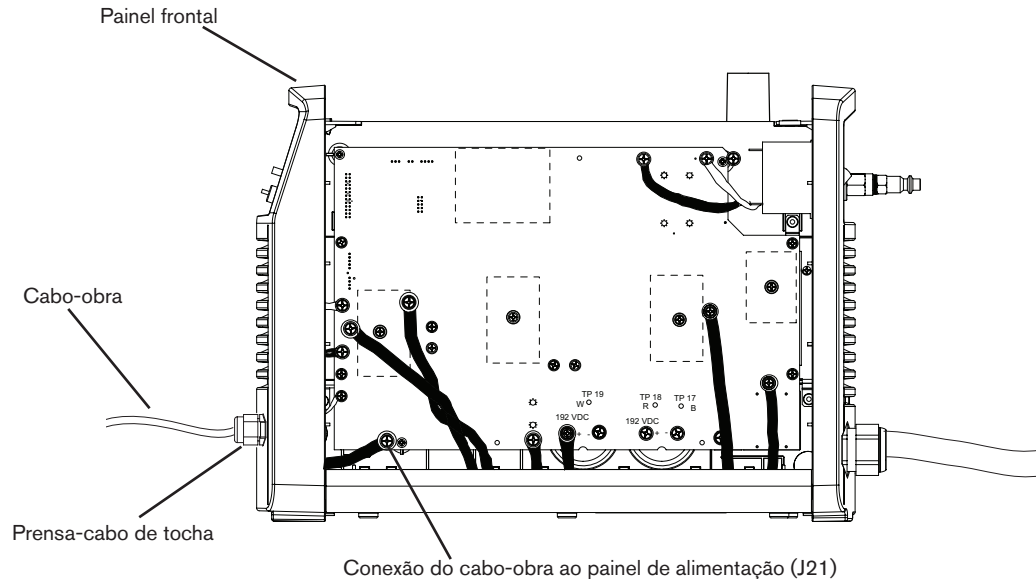 Painel frontal
Cabo-obra
TP 19
W
TP 18
R
TP 17
B
192 VDC
+ -
192 VDC
+ -
Prensa-cabo de tocha
Conexão do cabo-obra ao painel de alimentação (J21)